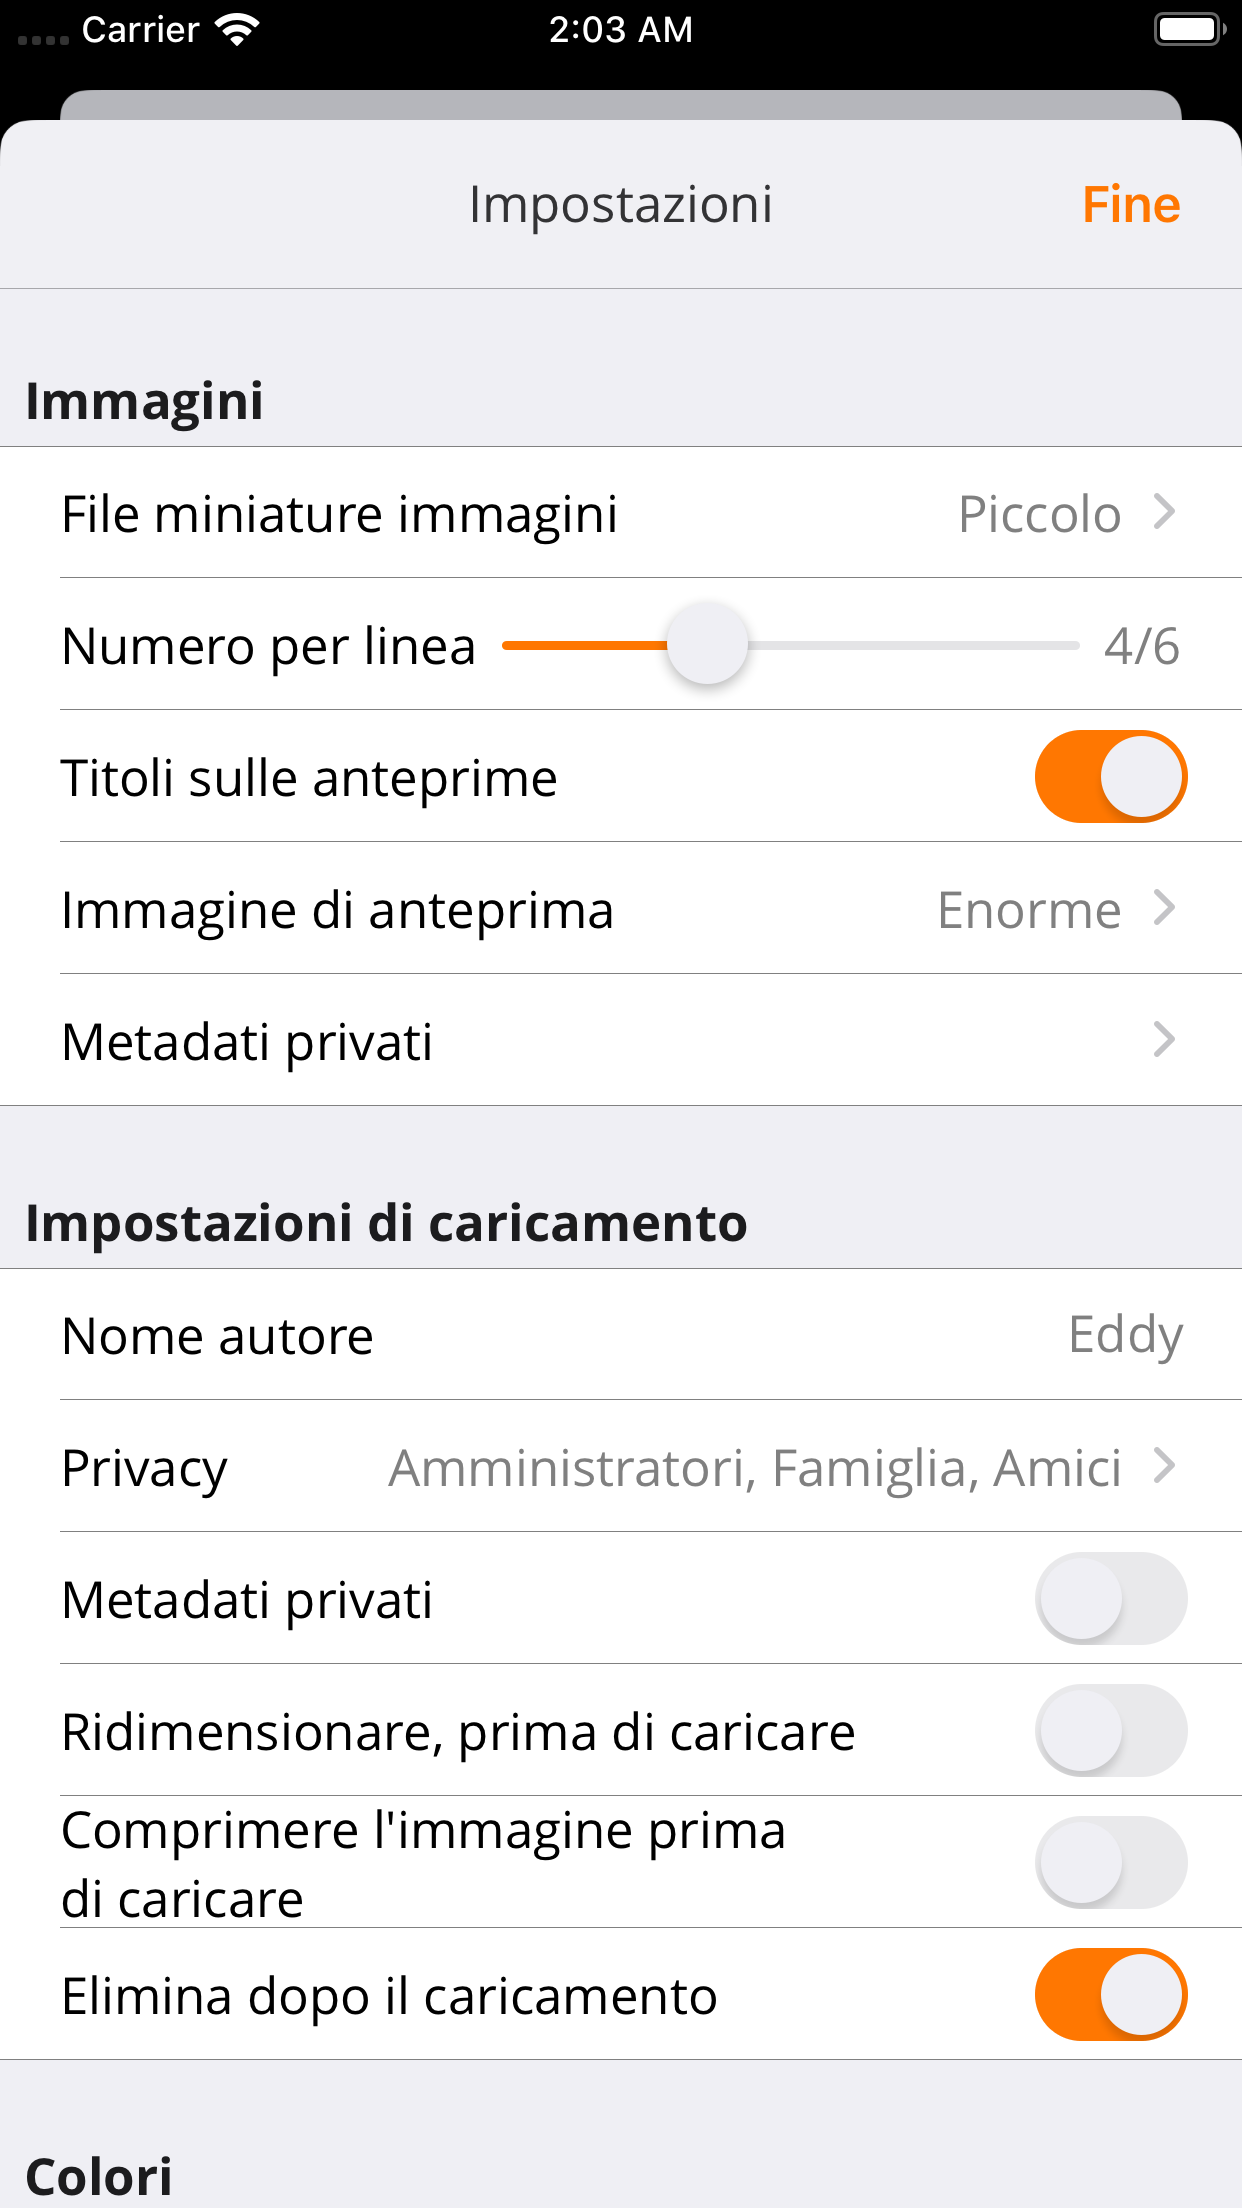 Carrier 2:03 AM
Impostazioni Fine
Immagini
File miniature immagini Piccolo
Numero per linea 4/6
Titoli sulle anteprime
Immagine di anteprima Enorme
Metadati privati
Impostazioni di caricamento
Nome autore Eddy
Privacy Amministratori, Famiglia, Amici
Metadati privati
Ridimensionare, prima di caricare
Comprimere l'immagine prima
di caricare
Elimina dopo il caricamento
Colori